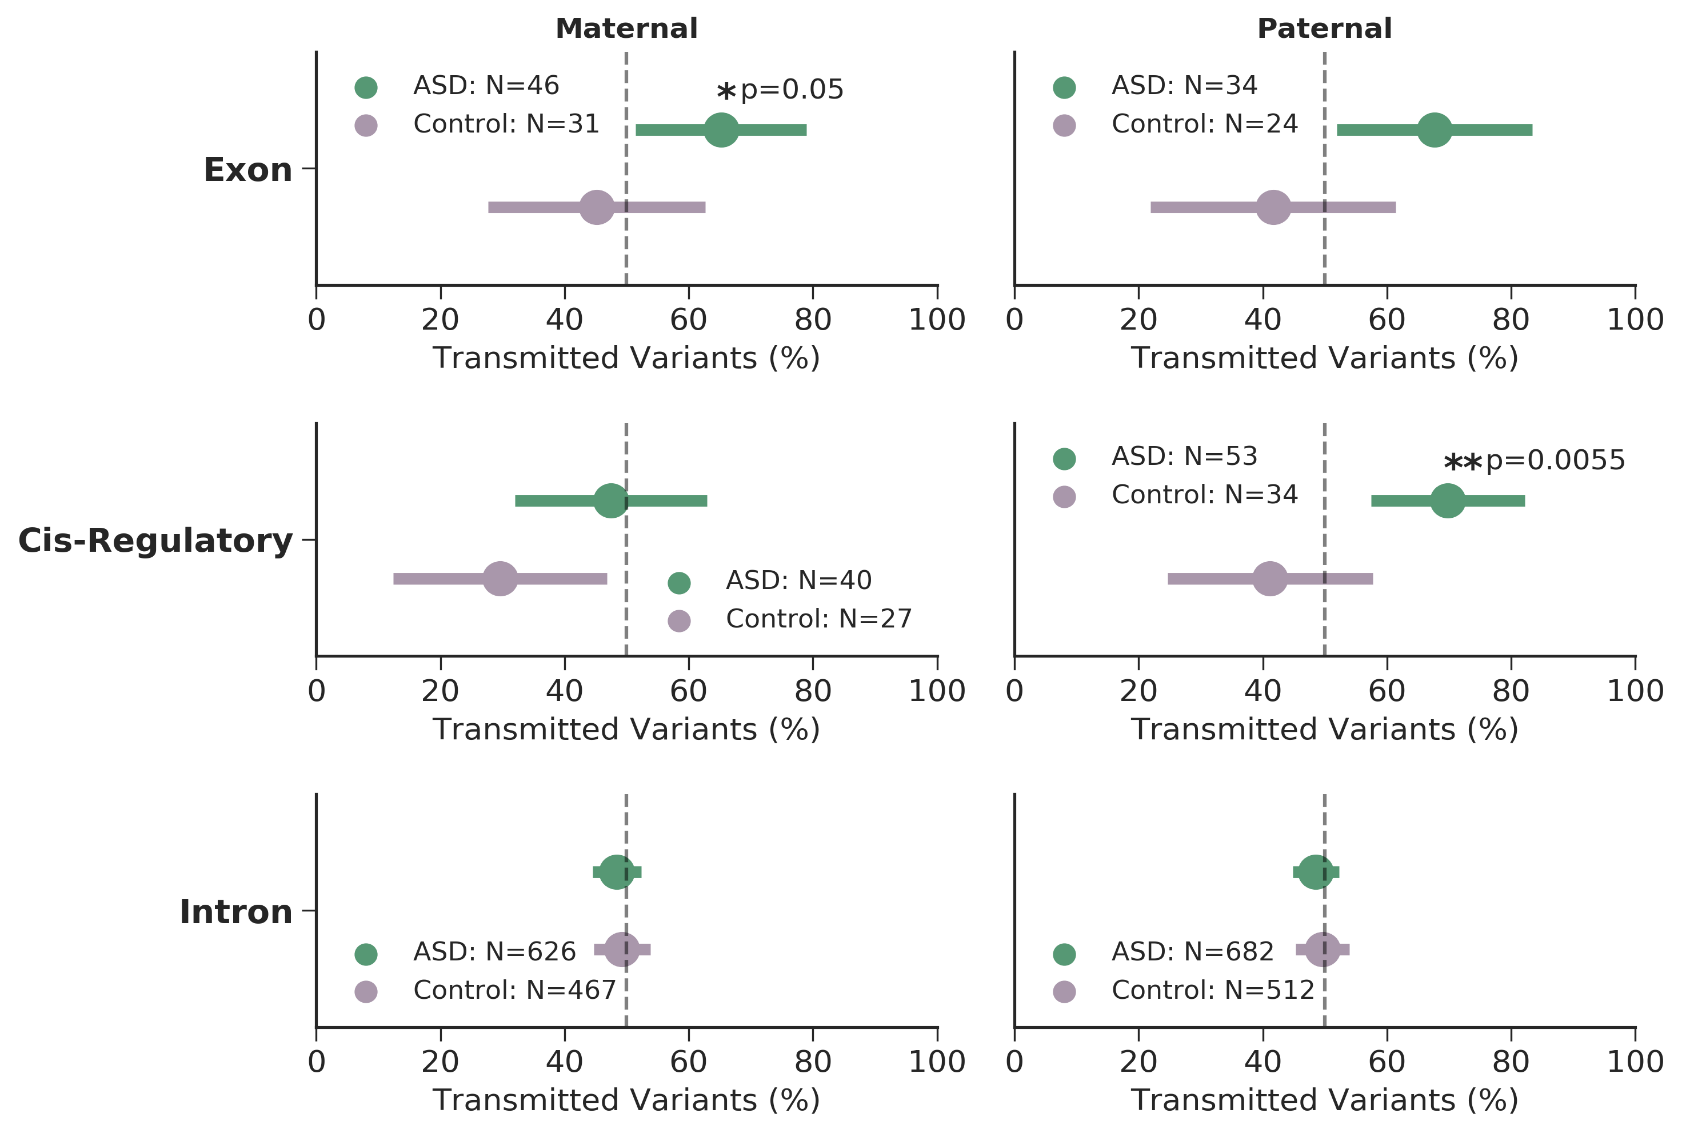 Maternal
Paternal
ASD: N=46
*p=0.05
Control: N=31
ASD: N=34
Control: N=24
Exon
0 20 40 60 80 100
Transmitted Variants (%)
0 20 40 60 80 100
Transmitted Variants (%)
Cis-Regulatory
ASD: N=40
Control: N=27
ASD: N=53
**p=0.0055
Control: N=34
0 20 40 60 80 100
Transmitted Variants (%)
0 20 40 60 80 100
Transmitted Variants (%)
Intron
ASD: N=626
Control: N=467
ASD: N=682
Control: N=512
0 20 40 60 80 100
Transmitted Variants (%)
0 20 40 60 80 100
Transmitted Variants (%)